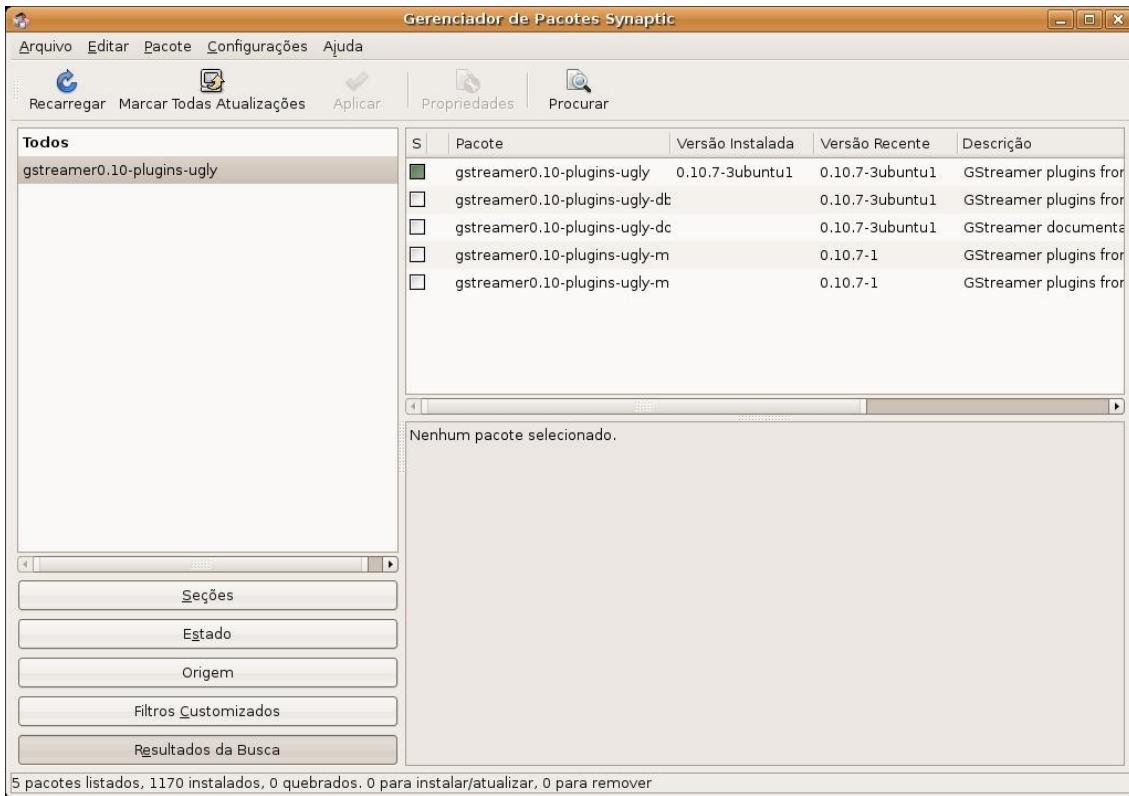 Gerenciador de Pacotes Synaptic
Arquivo Editar Pacote Configurações Ajuda
Recarregar Marcar Todas Atualizações Aplicar Propriedades Procurar
Todos
gstreamer0.10-plugins-ugly
S Pacote Versão Instalada Versão Recente Descrição
gstreamer0.10-plugins-ugly 0.10.7-3ubuntu1 0.10.7-3ubuntu1 GStreamer plugins fror
gstreamer0.10-plugins-ugly-db 0.10.7-3ubuntu1 GStreamer plugins fror
gstreamer0.10-plugins-ugly-dc 0.10.7-3ubuntu1 GStreamer documenta
gstreamer0.10-plugins-ugly-m 0.10.7-1 GStreamer plugins fror
gstreamer0.10-plugins-ugly-m 0.10.7-1 GStreamer plugins fror
Nenhum pacote selecionado.
Seções
Estado
Origem
Filtros Customizados
Resultados da Busca
5 pacotes listados, 1170 instalados, 0 quebrados. 0 para instalar/atualizar, 0 para remover